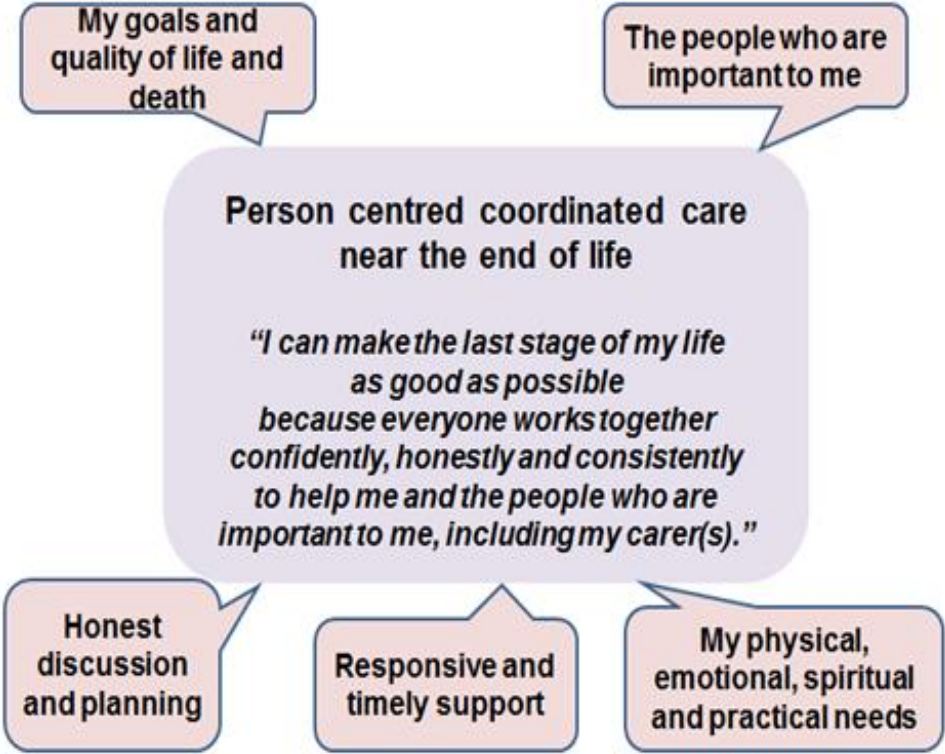 My goals and
quality of life and
death
The people who are
important to me
Person centred coordinated care
near the end of life
“I can make the last stage of my life
as good as possible
because everyone works together
confidently, honestly and consistently
to help me and the people who are
important to me, including my carer(s).”
Honest
discussion
and planning
Responsive and
timely support
My physical,
emotional, spiritual
and practical needs